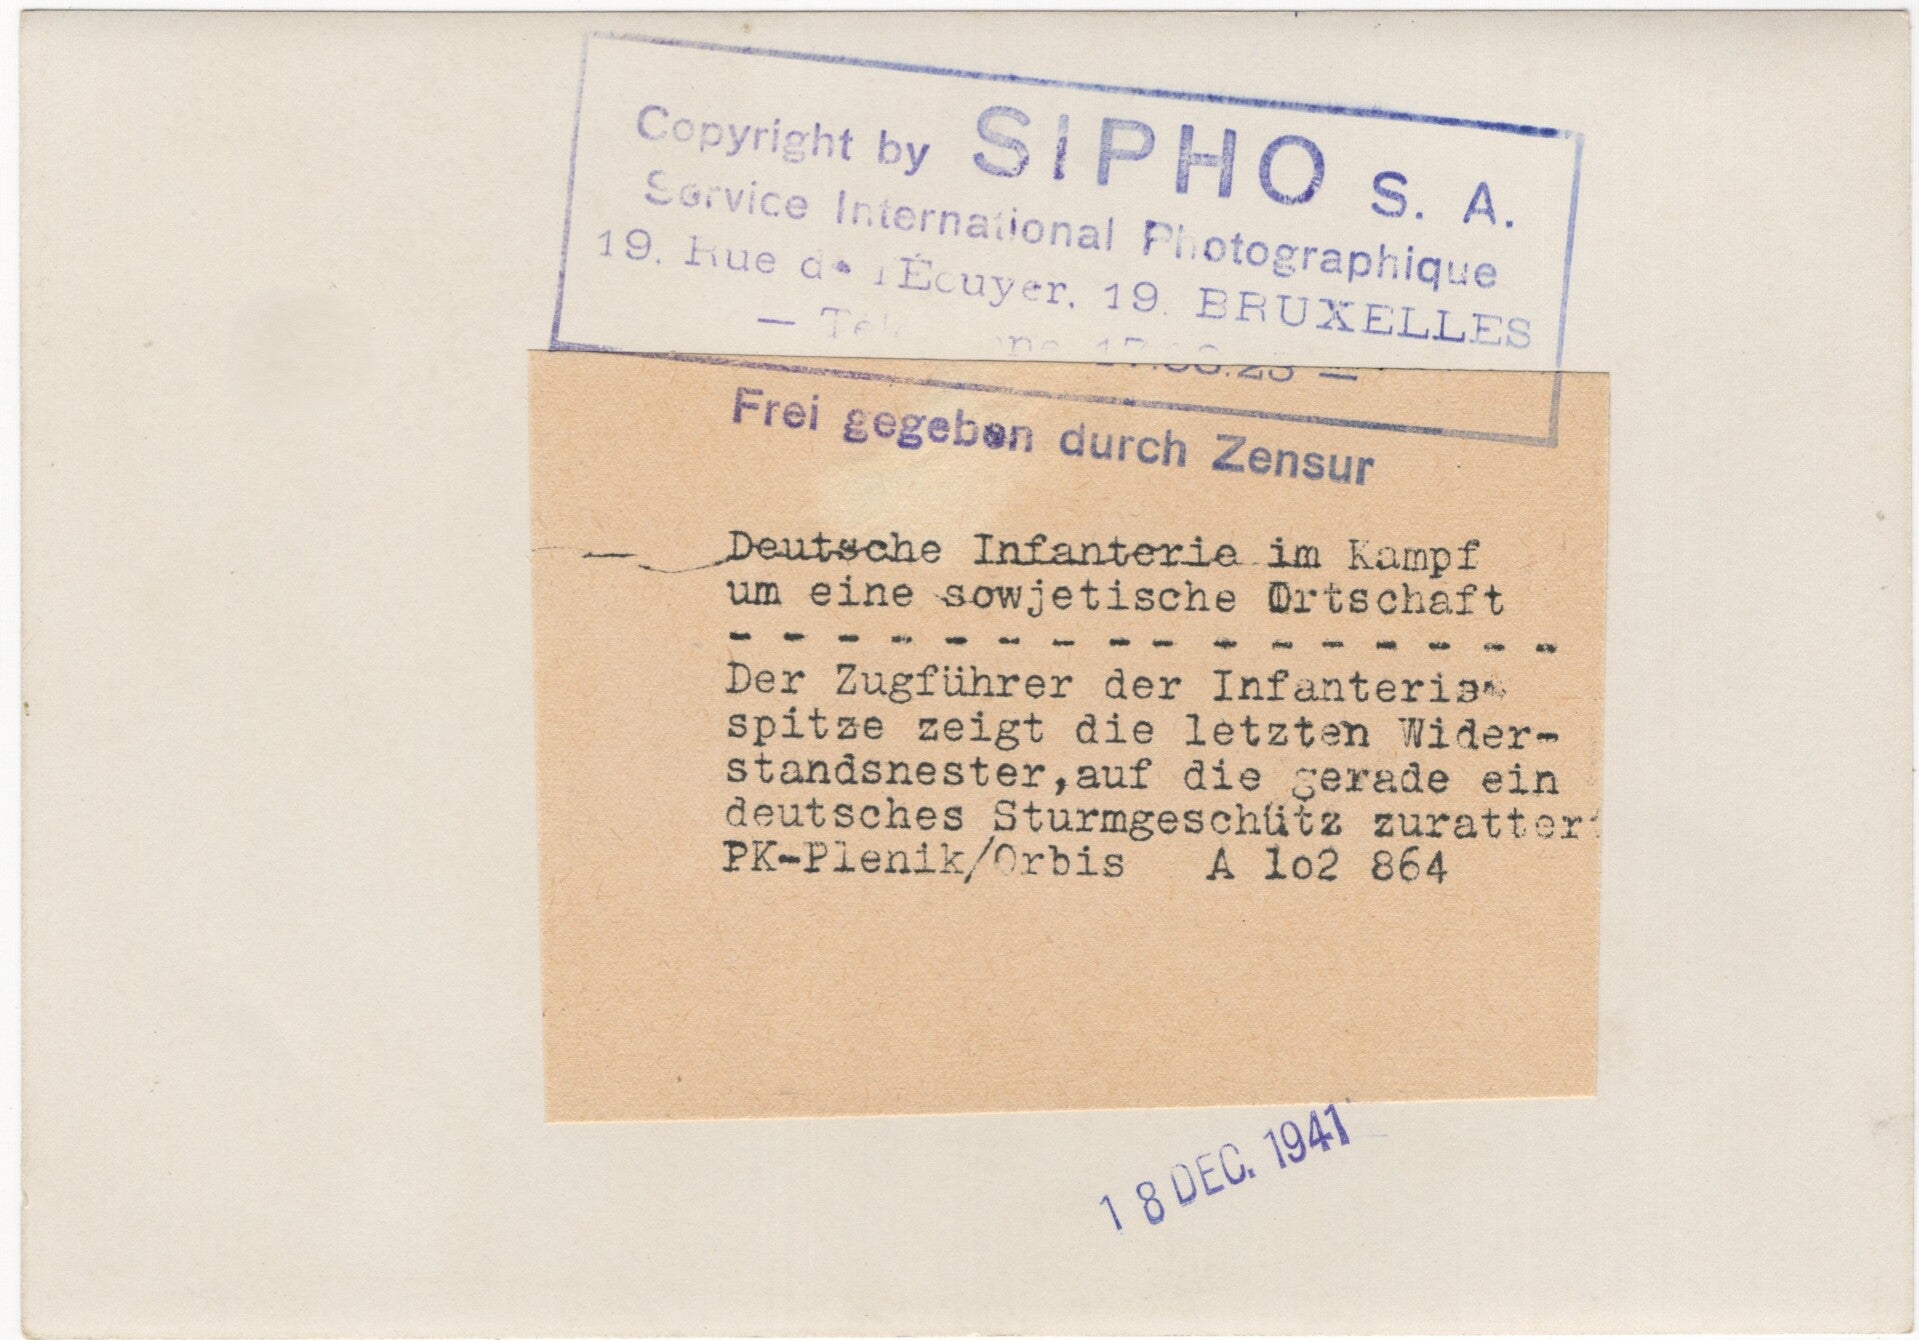 Copyright by SIPHO S. A.
Service International Photographique
19, Rue de l'Écuyer, 19. BRUXELLES
Frei gegeben durch Zensur
Deutsche Infanterie im Kampf
um eine sowjetische Ortschaft
- - - - - - - - - - - - - - - -
Der Zugführer der Infanterie
spitze zeigt die letzten Wider-
standsnester,auf die gerade ein
deutsches Sturmgeschütz zurattert
PK-Plenik/Orbis A lo2 864
18 DEC. 1941